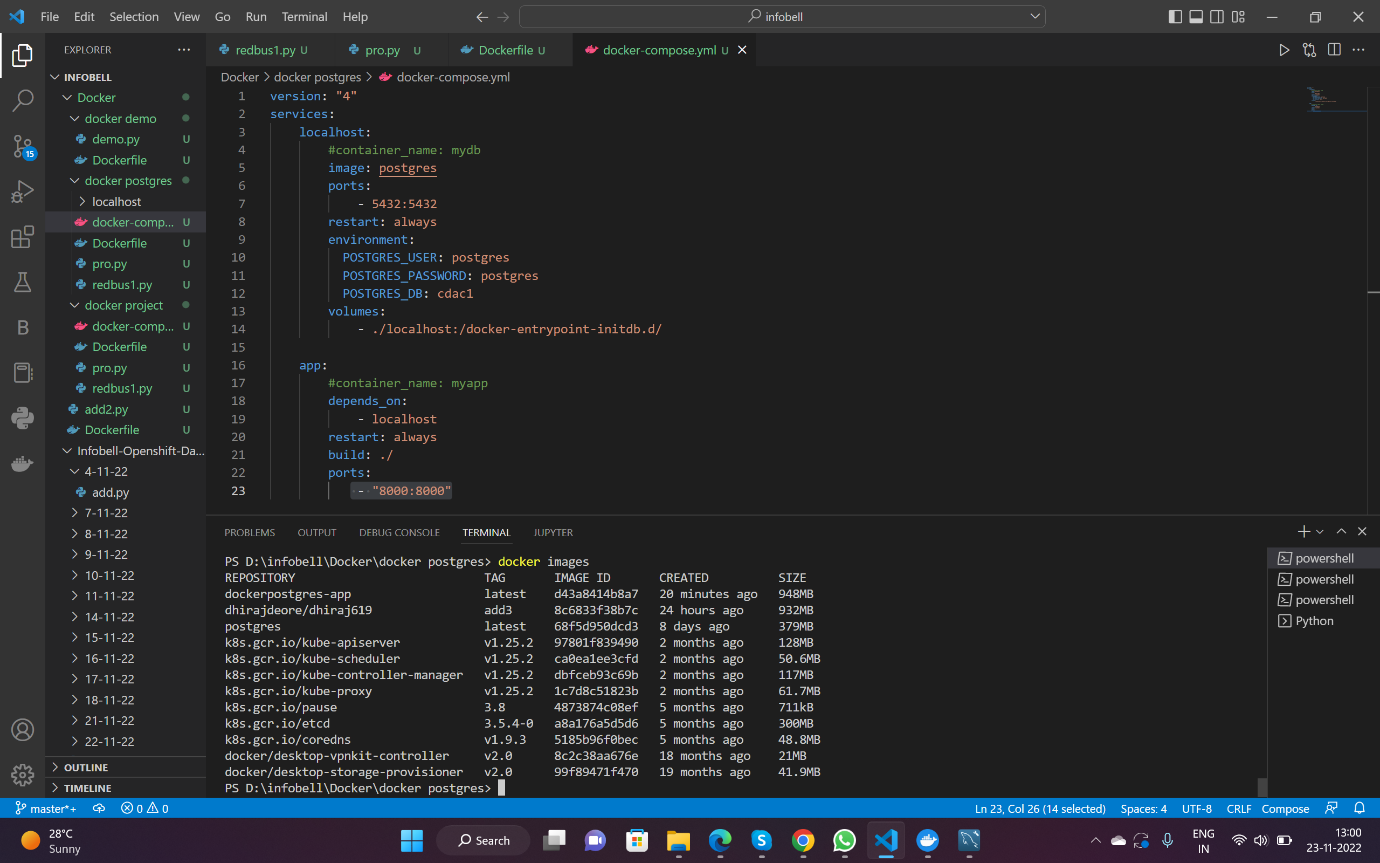 File Edit Selection View Go Run Terminal Help
infobell
EXPLORER
redbus1.py U
pro.py U
Dockerfile U
docker-compose.yml U
INFOBELL
Docker
docker demo
demo.py U
Dockerfile U
docker postgres
localhost
docker-comp... U
Dockerfile U
pro.py U
redbus1.py U
docker project
docker-comp... U
Dockerfile U
pro.py U
redbus1.py U
add2.py U
Dockerfile U
Infobell-Openshift-Da...
4-11-22
add.py
7-11-22
8-11-22
9-11-22
10-11-22
11-11-22
14-11-22
15-11-22
16-11-22
17-11-22
18-11-22
21-11-22
22-11-22
OUTLINE
TIMELINE
15
B
Docker > docker postgres > docker-compose.yml
1 version: "4"
2 services:
3 localhost:
4 #container_name: mydb
5 image: postgres
6 ports:
7 - 5432:5432
8 restart: always
9 environment:
10 POSTGRES_USER: postgres
11 POSTGRES_PASSWORD: postgres
12 POSTGRES_DB: cdac1
13 volumes:
14 - ./localhost:/docker-entrypoint-initdb.d/
15
16 app:
17 #container_name: myapp
18 depends_on:
19 - localhost
20 restart: always
21 build: ./
22 ports:
23 - "8000:8000"
PROBLEMS OUTPUT DEBUG CONSOLE TERMINAL JUPYTER
PS D:\infobell\Docker\docker postgres> docker images
REPOSITORY TAG IMAGE ID CREATED SIZE
dockerpostgres-app latest d43a8414b8a7 20 minutes ago 948MB
dhirajdeore/dhiraj619 add3 8c6833f38b7c 24 hours ago 932MB
postgres latest 68f5d950dcd3 8 days ago 379MB
k8s.gcr.io/kube-apiserver v1.25.2 97801f839490 2 months ago 128MB
k8s.gcr.io/kube-scheduler v1.25.2 ca0ea1ee3cfd 2 months ago 50.6MB
k8s.gcr.io/kube-controller-manager v1.25.2 dbfceb93c69b 2 months ago 117MB
k8s.gcr.io/kube-proxy v1.25.2 1c7d8c51823b 2 months ago 61.7MB
k8s.gcr.io/pause 3.8 4873874c08ef 5 months ago 711kB
k8s.gcr.io/etcd 3.5.4-0 a8a176a5d5d6 5 months ago 300MB
k8s.gcr.io/coredns v1.9.3 5185b96f0bec 5 months ago 48.8MB
docker/desktop-vpnkit-controller v2.0 8c2c38aa676e 18 months ago 21MB
docker/desktop-storage-provisioner v2.0 99f89471f470 19 months ago 41.9MB
PS D:\infobell\Docker\docker postgres>
powershell
powershell
powershell
Python
master*+ 0 0 Ln 23, Col 26 (14 selected) Spaces: 4 UTF-8 CRLF Compose
28°C
Sunny
Search
ENG
IN
13:00
23-11-2022